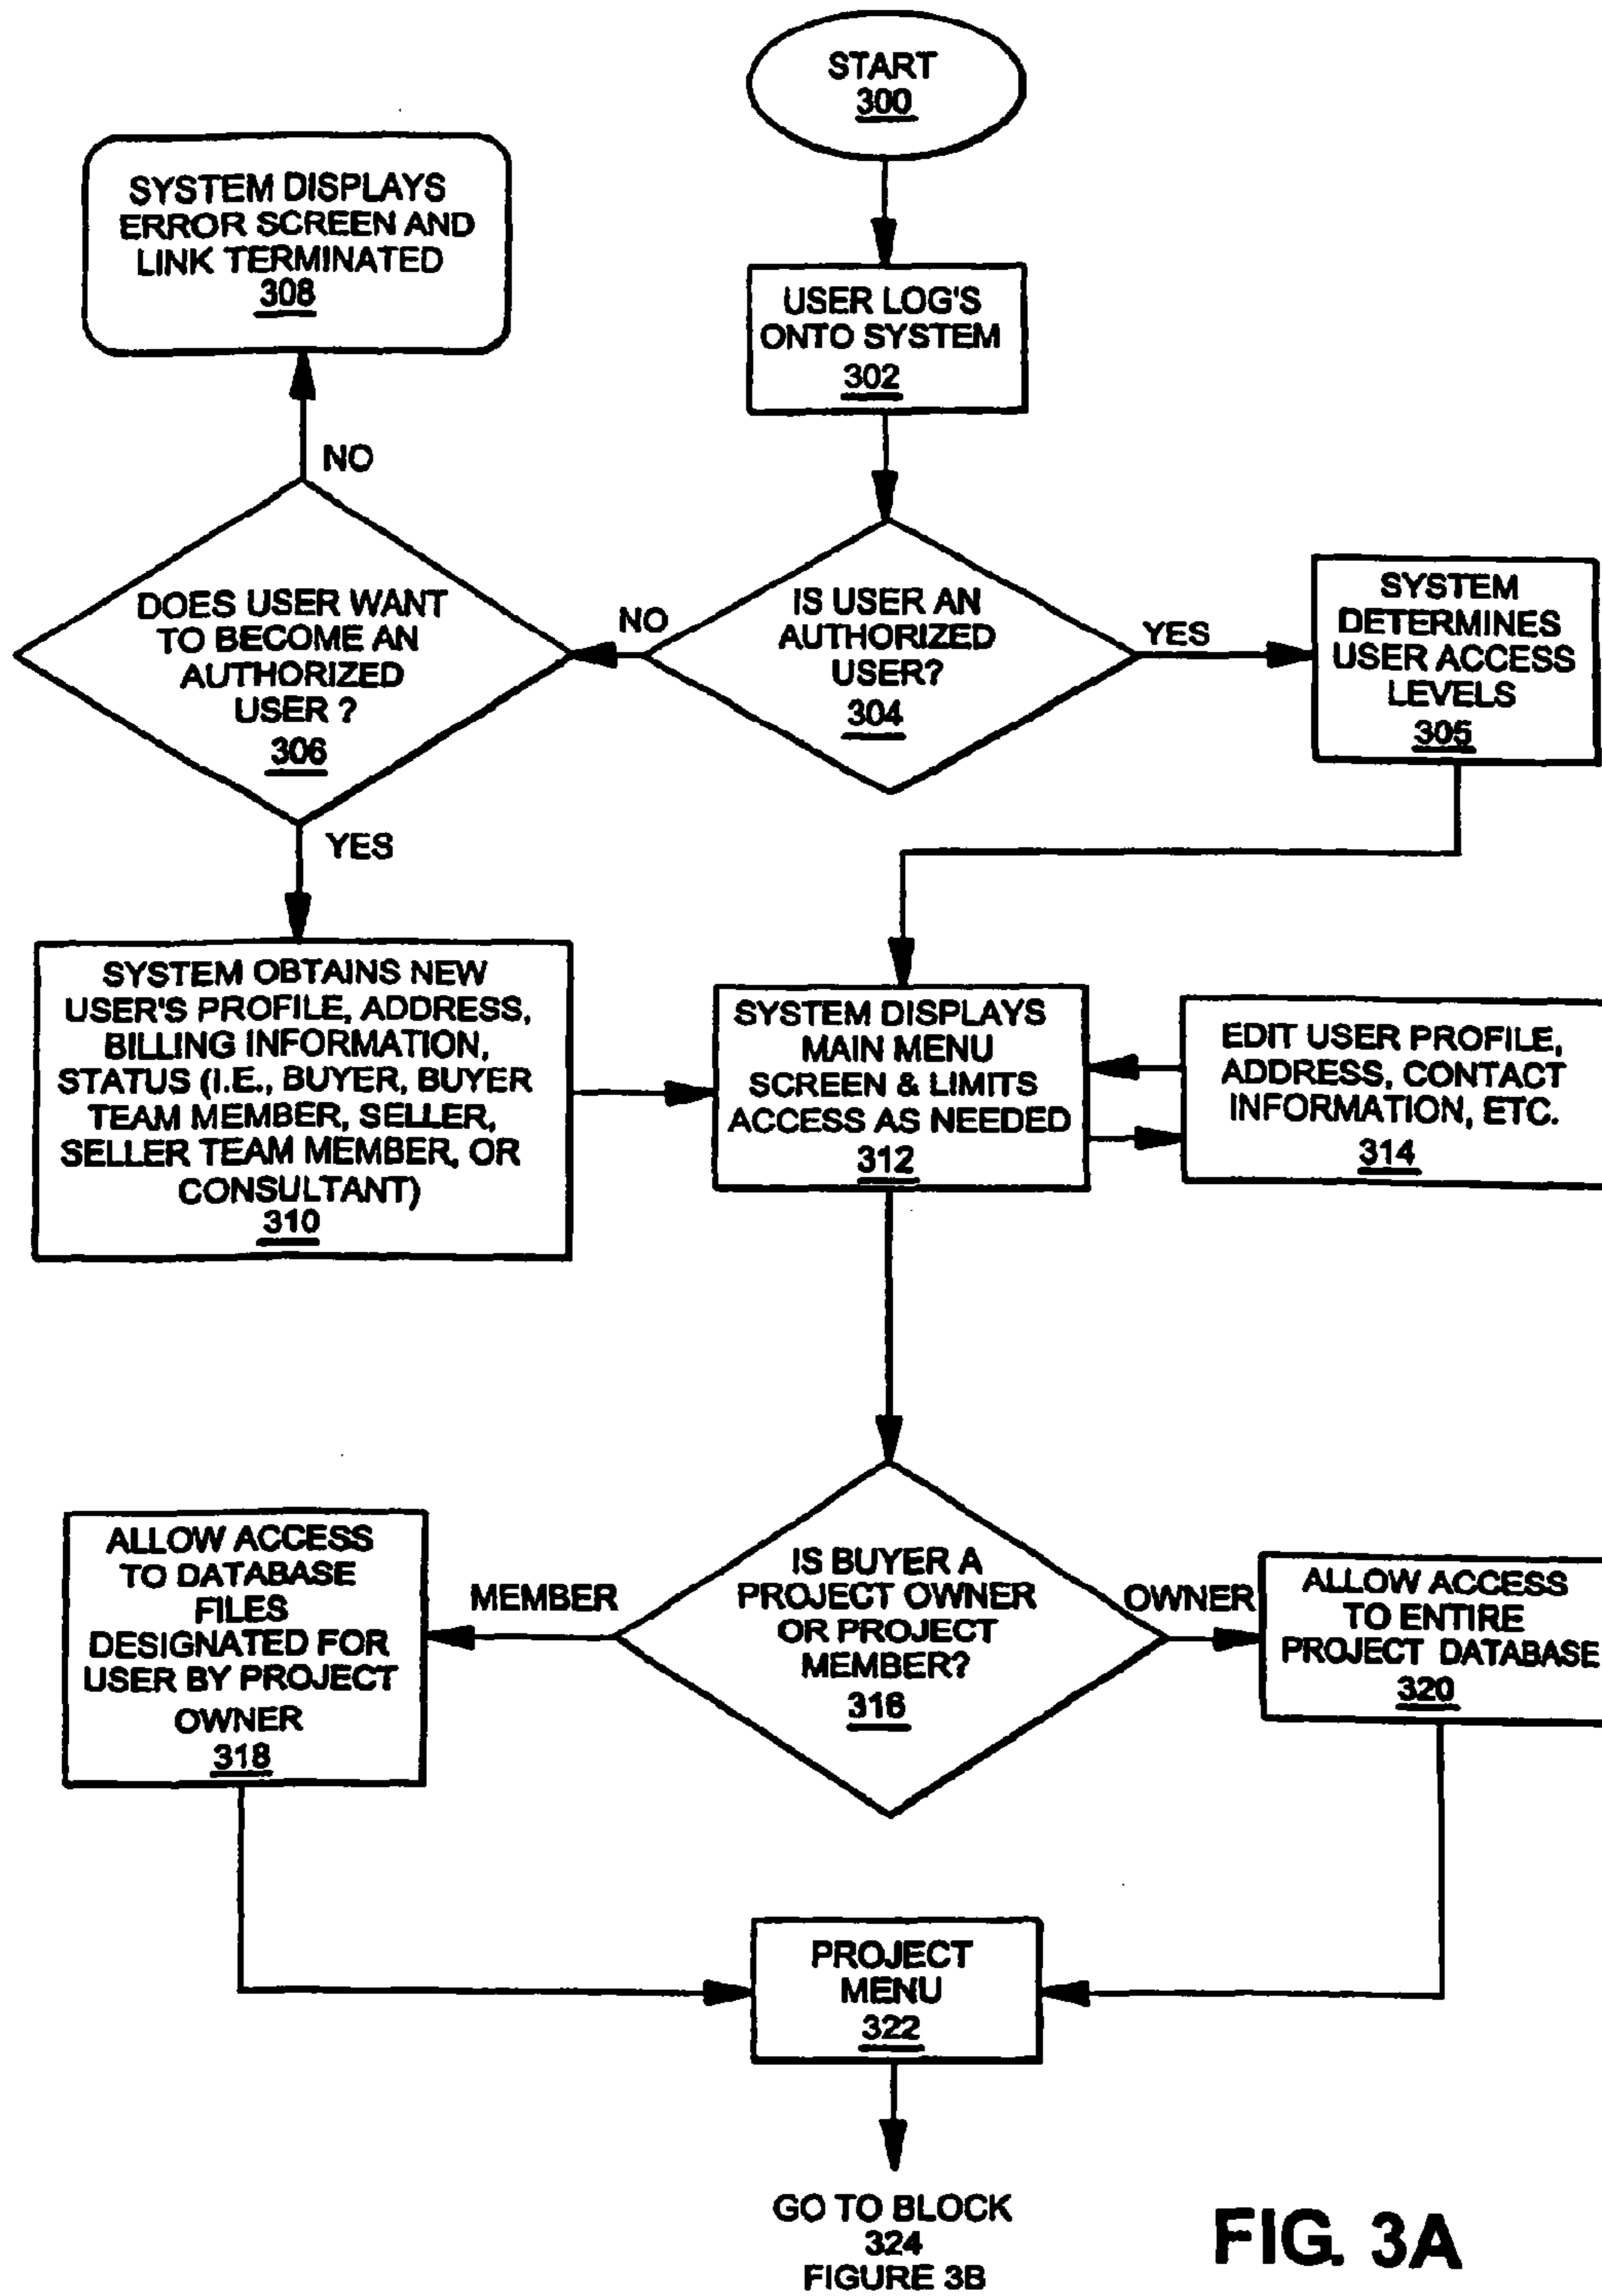 START
300
SYSTEM DISPLAYS
ERROR SCREEN AND
LINK TERMINATED
308
USER LOG'S
ONTO SYSTEM
302
NO
DOES USER WANT
TO BECOME AN
AUTHORIZED
USER ?
306
NO
IS USER AN
AUTHORIZED
USER?
304
YES
SYSTEM
DETERMINES
USER ACCESS
LEVELS
305
YES
SYSTEM OBTAINS NEW
USER'S PROFILE, ADDRESS,
BILLING INFORMATION,
STATUS (I.E., BUYER, BUYER
TEAM MEMBER, SELLER,
SELLER TEAM MEMBER, OR
CONSULTANT)
310
SYSTEM DISPLAYS
MAIN MENU
SCREEN & LIMITS
ACCESS AS NEEDED
312
EDIT USER PROFILE,
ADDRESS, CONTACT
INFORMATION, ETC.
314
ALLOW ACCESS
TO DATABASE
FILES
DESIGNATED FOR
USER BY PROJECT
OWNER
318
MEMBER
IS BUYER A
PROJECT OWNER
OR PROJECT
MEMBER?
316
OWNER
ALLOW ACCESS
TO ENTIRE
PROJECT DATABASE
320
PROJECT
MENU
322
GO TO BLOCK
324
FIGURE 3B
FIG. 3A